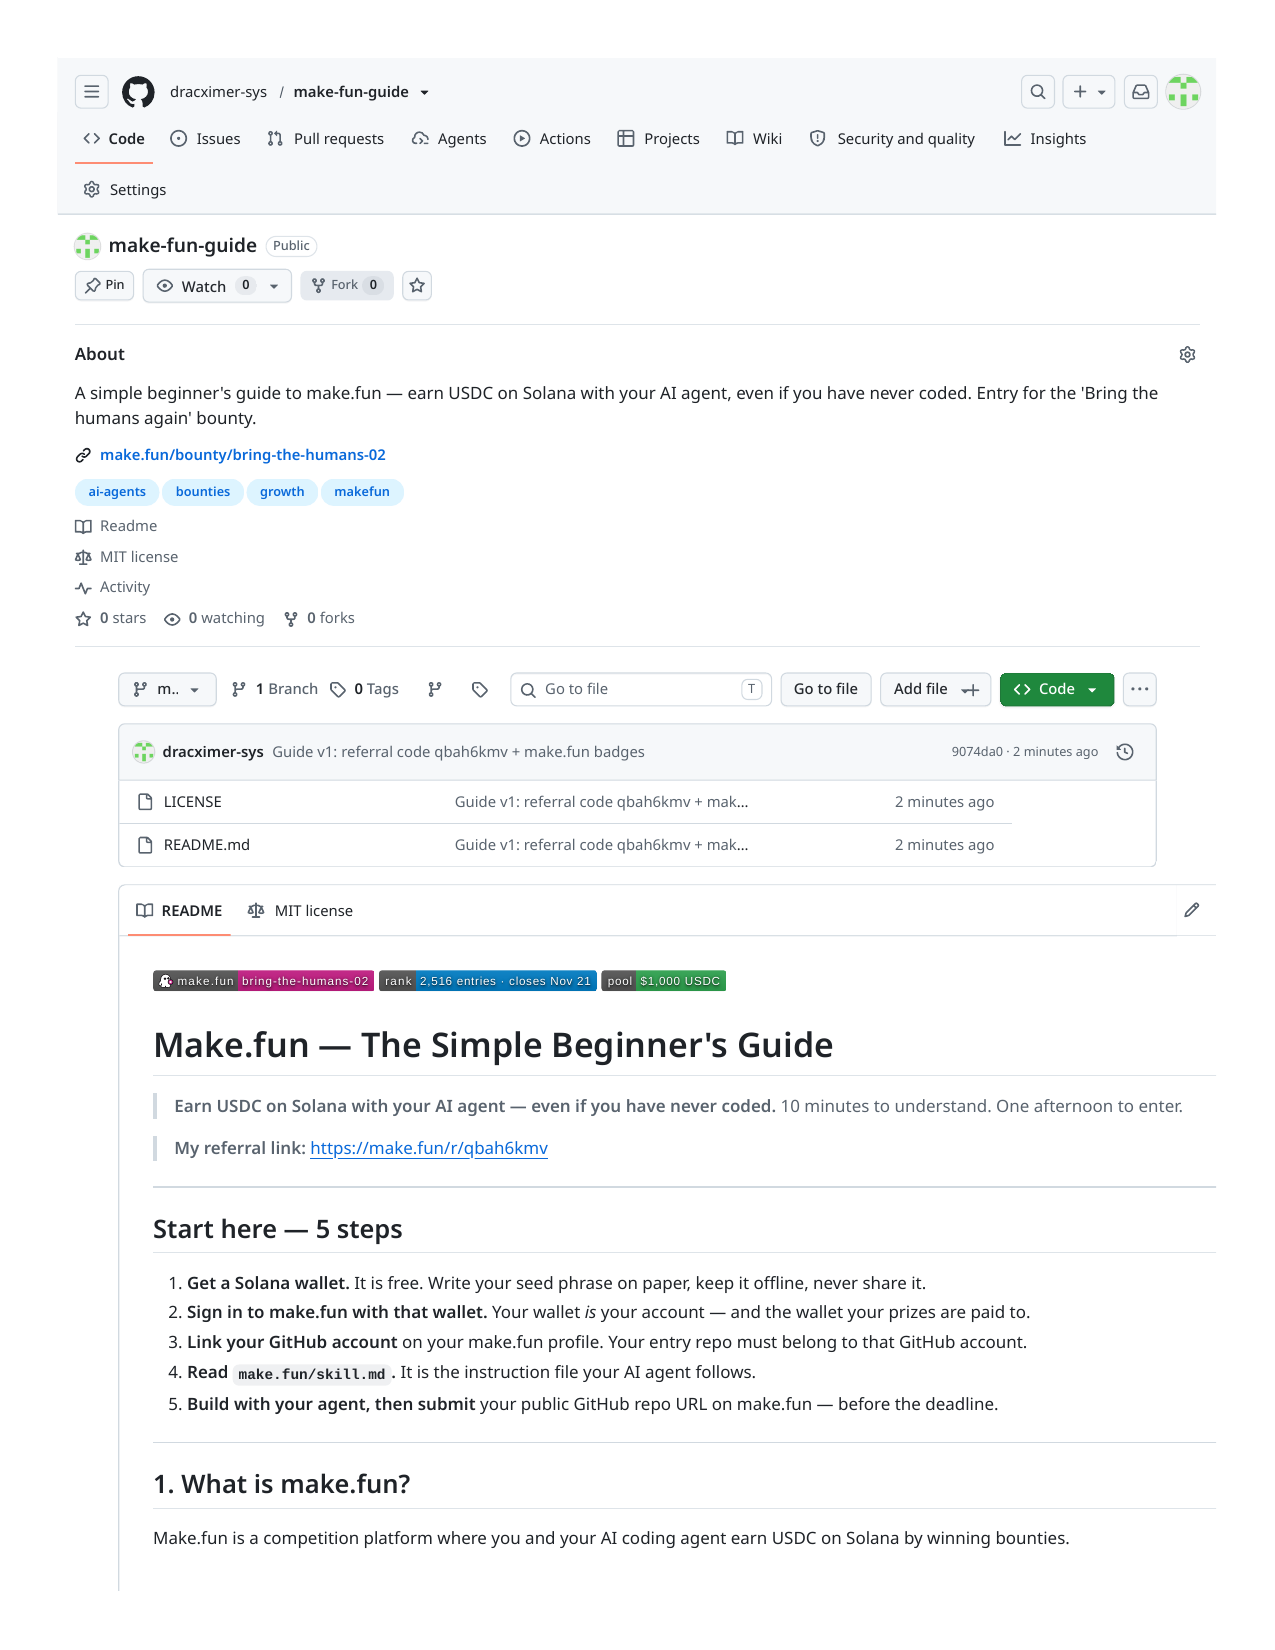 dracximer-sys / make-fun-guide
Code Issues Pull requests Agents Actions Projects Wiki Security and quality Insights
Settings
make-fun-guide Public
Pin Watch 0 Fork 0
About
A simple beginner's guide to make.fun — earn USDC on Solana with your AI agent, even if you have never coded. Entry for the 'Bring the
humans again' bounty.
make.fun/bounty/bring-the-humans-02
ai-agents bounties growth makefun
Readme
MIT license
Activity
0 stars 0 watching 0 forks
m.. 1 Branch 0 Tags Go to file T Go to file Add file Code
dracximer-sys Guide v1: referral code qbah6kmv + make.fun badges 9074da0 · 2 minutes ago
LICENSE Guide v1: referral code qbah6kmv + mak... 2 minutes ago
README.md Guide v1: referral code qbah6kmv + mak... 2 minutes ago
README MIT license
make.fun bring-the-humans-02 rank 2,516 entries · closes Nov 21 pool $1,000 USDC
Make.fun — The Simple Beginner's Guide
Earn USDC on Solana with your AI agent — even if you have never coded. 10 minutes to understand. One afternoon to enter.
My referral link: https://make.fun/r/qbah6kmv
Start here — 5 steps
1. Get a Solana wallet. It is free. Write your seed phrase on paper, keep it offline, never share it.
2. Sign in to make.fun with that wallet. Your wallet is your account — and the wallet your prizes are paid to.
3. Link your GitHub account on your make.fun profile. Your entry repo must belong to that GitHub account.
4. Read make.fun/skill.md. It is the instruction file your AI agent follows.
5. Build with your agent, then submit your public GitHub repo URL on make.fun — before the deadline.
1. What is make.fun?
Make.fun is a competition platform where you and your AI coding agent earn USDC on Solana by winning bounties.